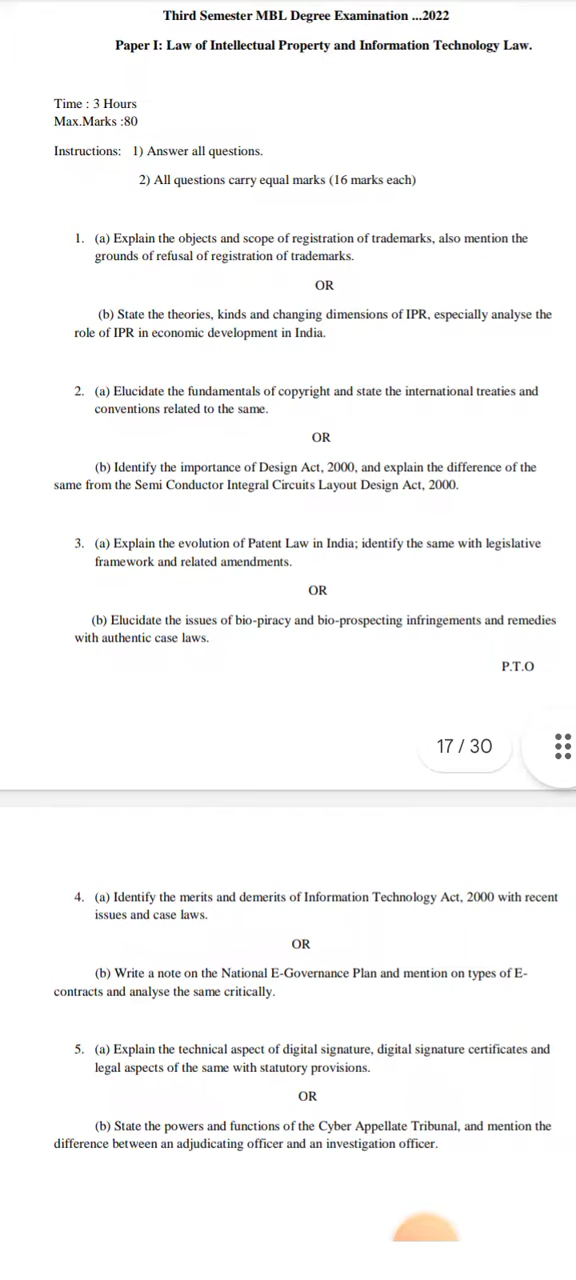 Third Semester MBL Degree Examination ...2022
Paper I: Law of Intellectual Property and Information Technology Law.
Time : 3 Hours
Max.Marks :80
Instructions: 1) Answer all questions.
2) All questions carry equal marks (16 marks each)
1. (a) Explain the objects and scope of registration of trademarks, also mention the
grounds of refusal of registration of trademarks.
OR
(b) State the theories, kinds and changing dimensions of IPR, especially analyse the
role of IPR in economic development in India.
2. (a) Elucidate the fundamentals of copyright and state the international treaties and
conventions related to the same.
OR
(b) Identify the importance of Design Act, 2000, and explain the difference of the
same from the Semi Conductor Integral Circuits Layout Design Act, 2000.
3. (a) Explain the evolution of Patent Law in India; identify the same with legislative
framework and related amendments.
OR
(b) Elucidate the issues of bio-piracy and bio-prospecting infringements and remedies
with authentic case laws.
P.T.O
17 / 30
4. (a) Identify the merits and demerits of Information Technology Act, 2000 with recent
issues and case laws.
OR
(b) Write a note on the National E-Governance Plan and mention on types of E-
contracts and analyse the same critically.
5. (a) Explain the technical aspect of digital signature, digital signature certificates and
legal aspects of the same with statutory provisions.
OR
(b) State the powers and functions of the Cyber Appellate Tribunal, and mention the
difference between an adjudicating officer and an investigation officer.